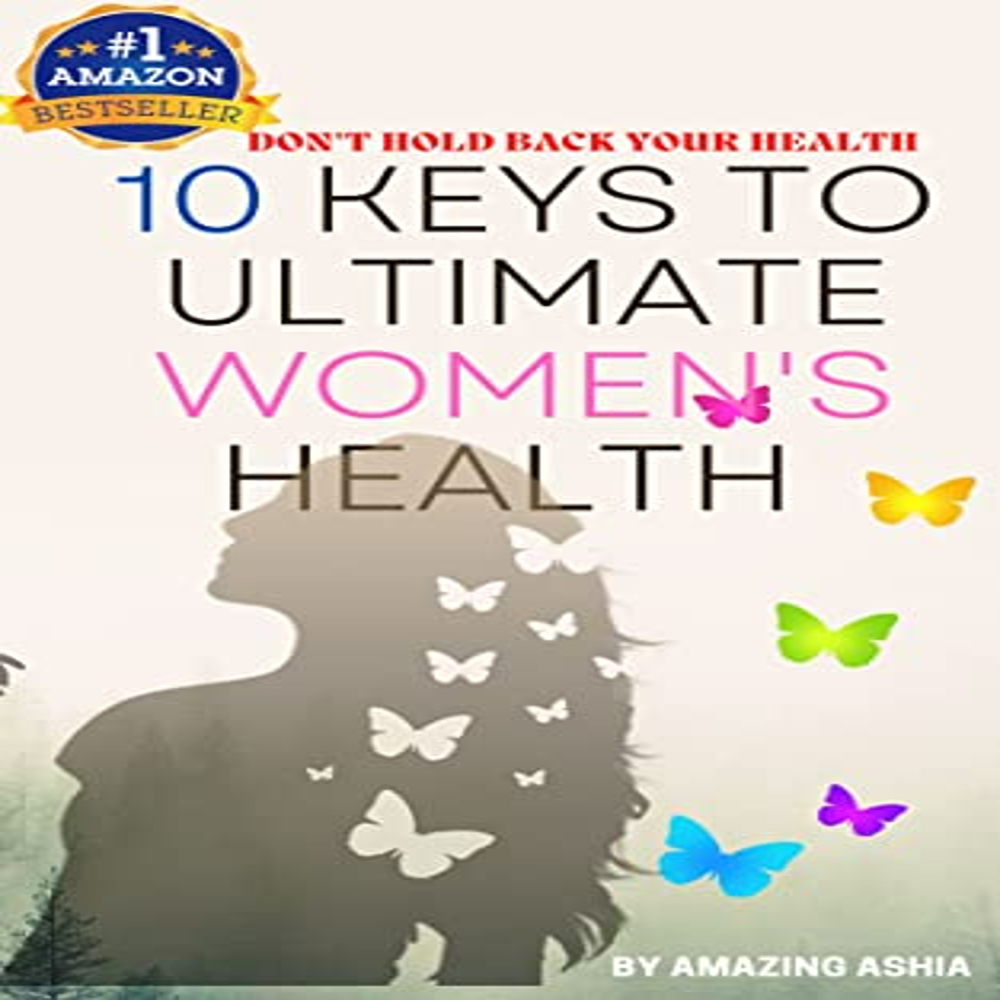 #1
AMAZON
BESTSELLER
DON'T HOLD BACK YOUR HEALTH
10 KEYS TO
ULTIMATE
WOMEN'S
HEALTH
BY AMAZING ASHIA